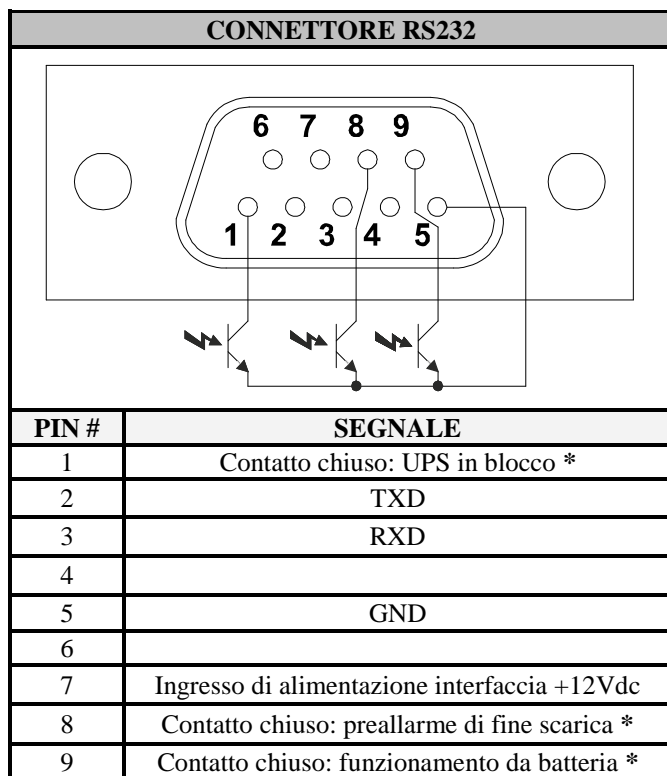 CONNETTORE RS232
6 7 8 9
1 2 3 4 5
PIN # SEGNALE
1 Contatto chiuso: UPS in blocco *
2 TXD
3 RXD
4
5 GND
6
7 Ingresso di alimentazione interfaccia +12Vdc
8 Contatto chiuso: preallarme di fine scarica *
9 Contatto chiuso: funzionamento da batteria *